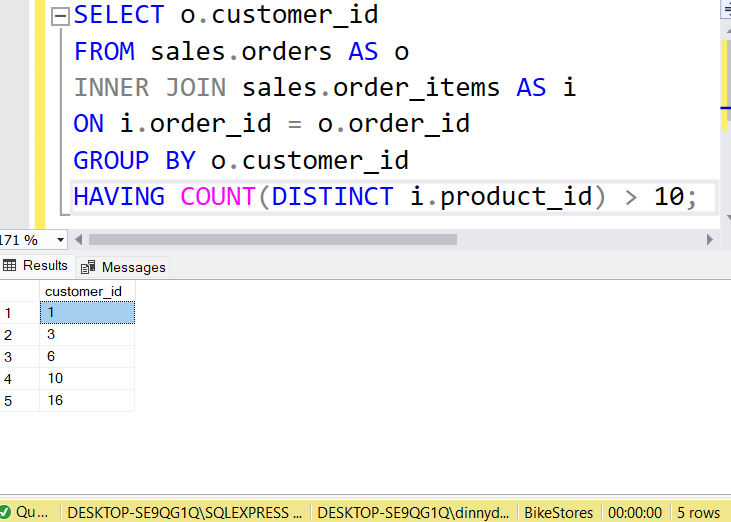 SELECT o.customer_id
FROM sales.orders AS o
INNER JOIN sales.order_items AS i
ON i.order_id = o.order_id
GROUP BY o.customer_id
HAVING COUNT(DISTINCT i.product_id) > 10;
171 %
Results Messages
customer_id
1 1
2 3
3 6
4 10
5 16
Qu... DESKTOP-SE9QG1Q\SQLEXPRESS ... DESKTOP-SE9QG1Q\dinnyd... BikeStores 00:00:00 5 rows